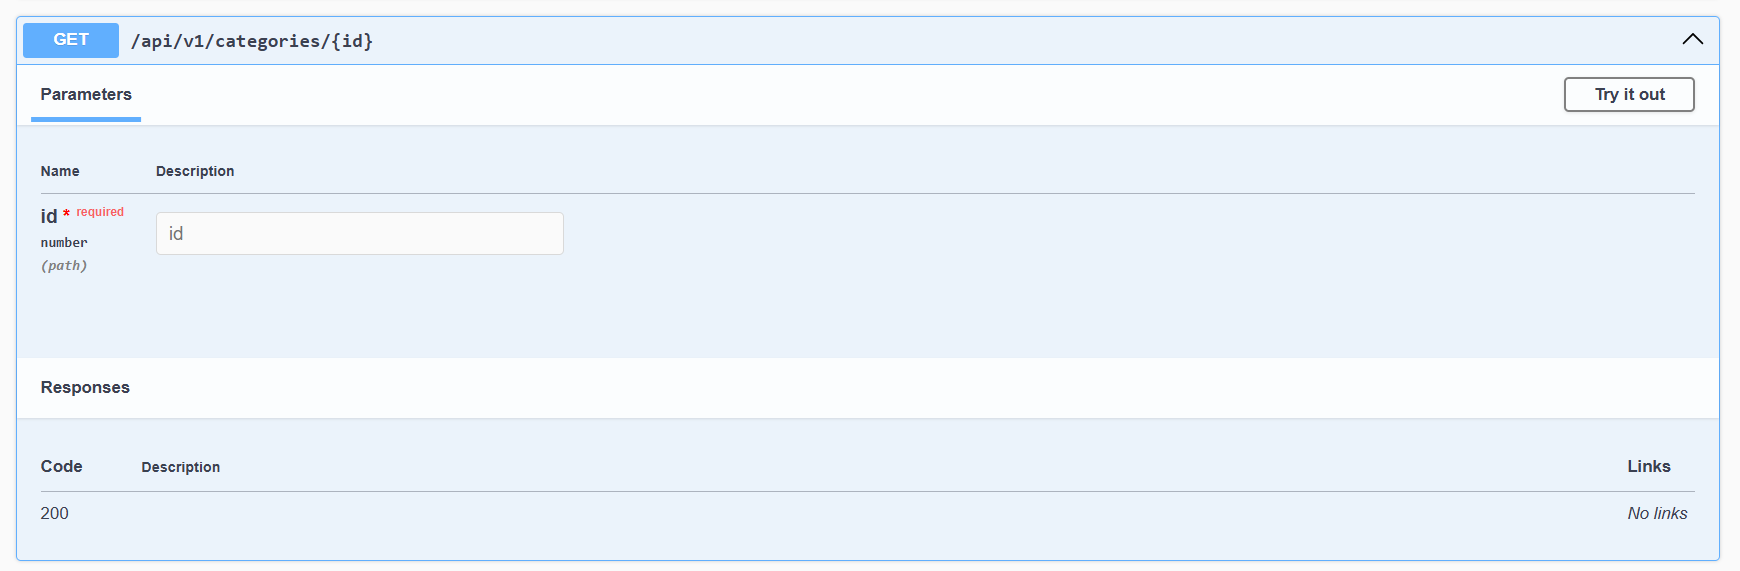 GET /api/v1/categories/{id}
Parameters Try it out
Name Description
id * required
id
number
(path)
Responses
Code Description Links
200 No links